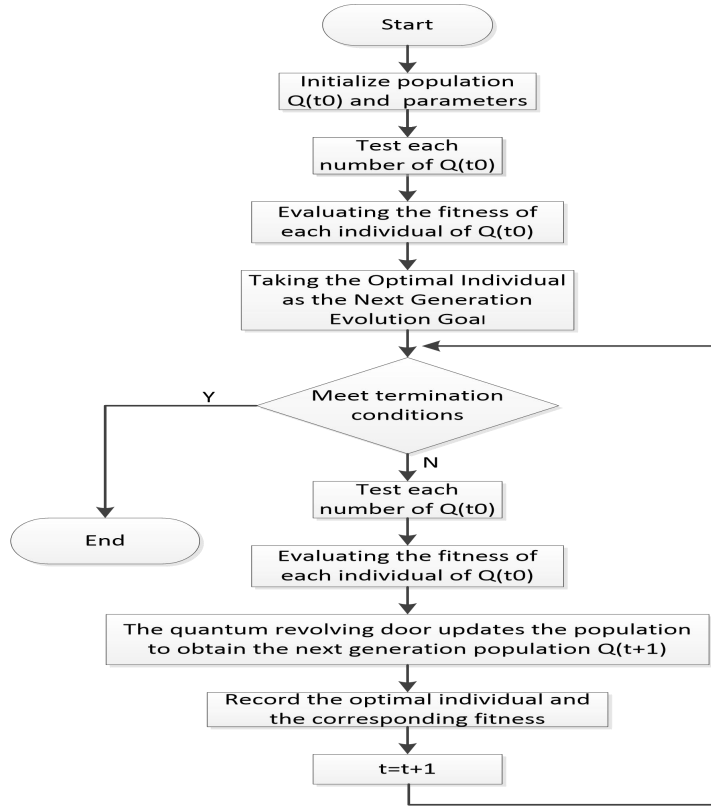 Start
Initialize population
Q(t0) and parameters
Test each
number of Q(t0)
Evaluating the fitness of
each individual of Q(t0)
Taking the Optimal Individual
as the Next Generation
Evolution Goal
Meet termination
conditions
Y
N
End
Test each
number of Q(t0)
Evaluating the fitness of
each individual of Q(t0)
The quantum revolving door updates the population
to obtain the next generation population Q(t+1)
Record the optimal individual and
the corresponding fitness
t=t+1